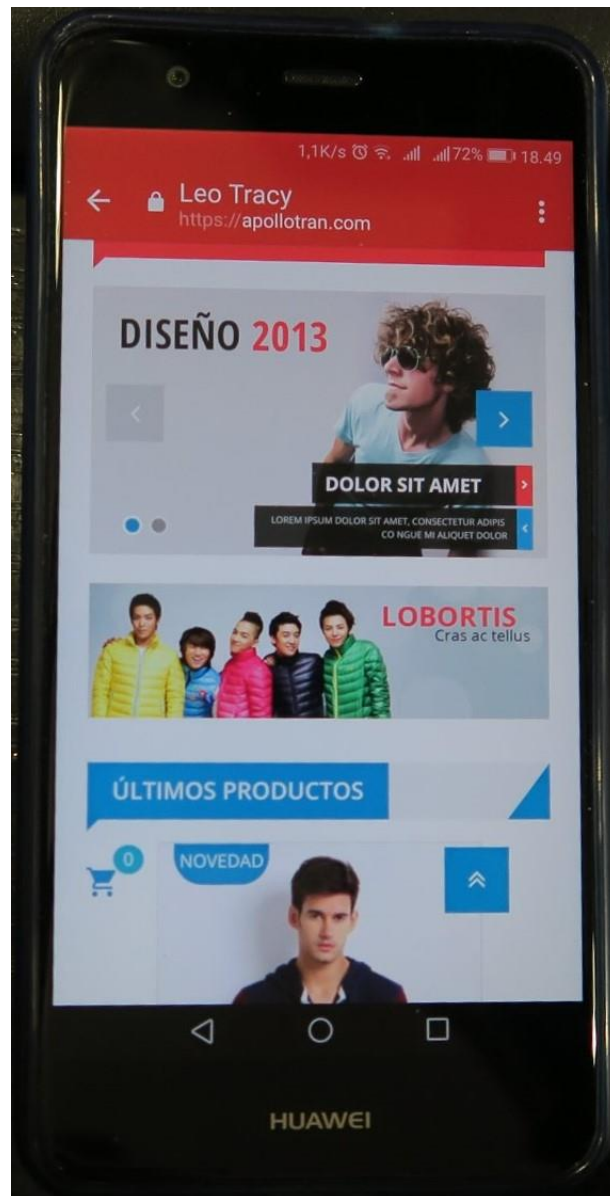 1,1K/s 72% 18.49
Leo Tracy
https://apollotran.com
DISEÑO 2013
DOLOR SIT AMET
LOREM IPSUM DOLOR SIT AMET, CONSECTETUR ADIPIS
CO NGUE MI ALIQUET DOLOR
LOBORTIS
Cras ac tellus
ÚLTIMOS PRODUCTOS
0
NOVEDAD
HUAWEI